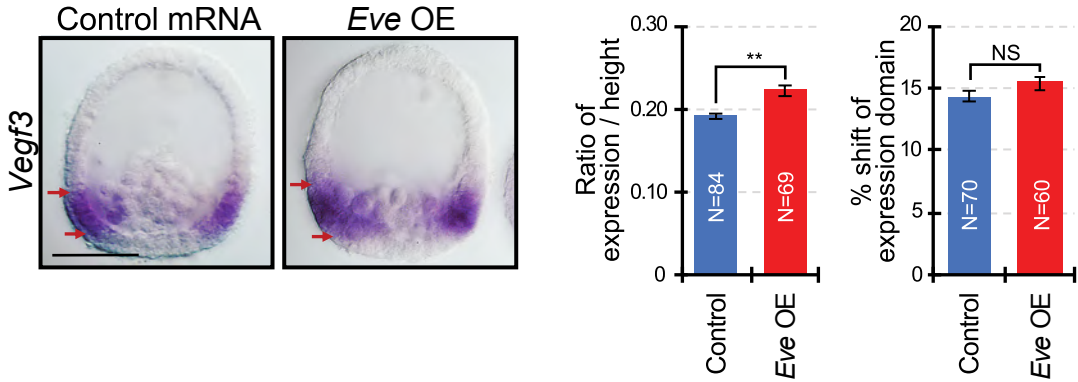 Control mRNA
Eve OE
Vegf3
Ratio of
expression / height
0.30
0.20
0.10
0
**
N=84
N=69
Control
Eve OE
% shift of
expression domain
20
15
10
5
0
NS
N=70
N=60
Control
Eve OE